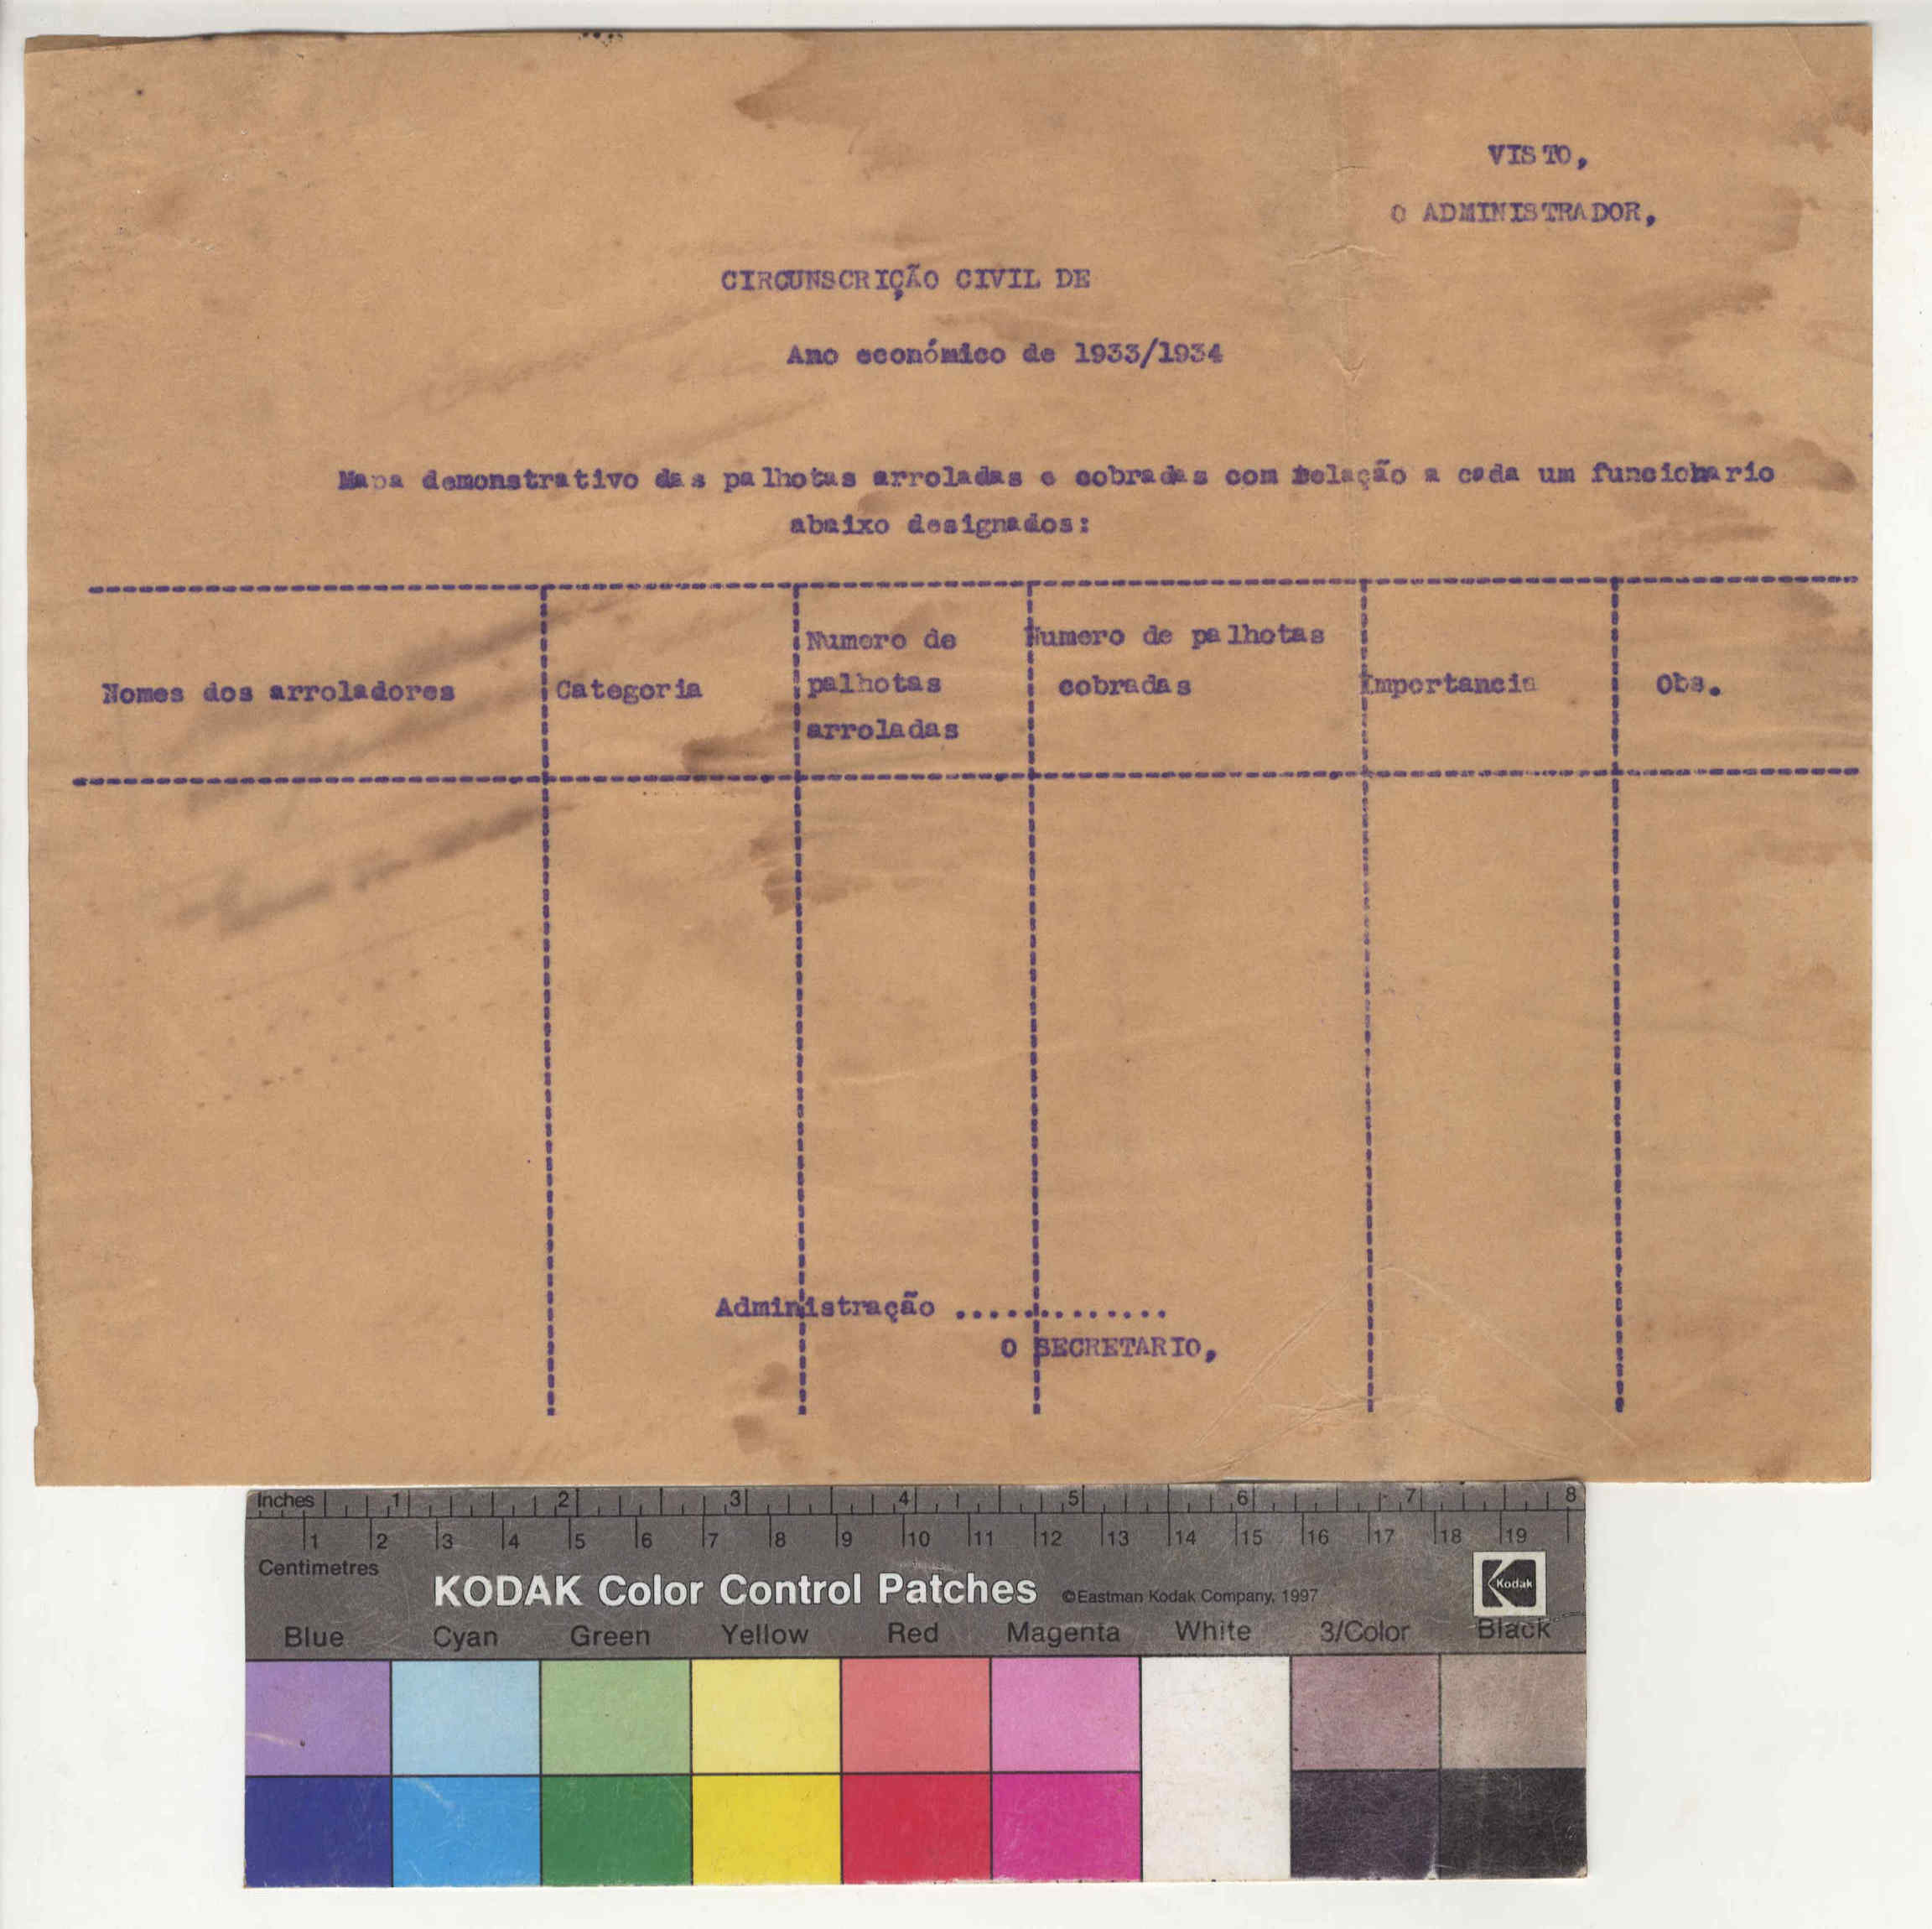 VISTO,
O ADMINISTRADOR,
CIRCUNSCRIÇÃO CIVIL DE
Ano económico de 1933/1934
Mapa demonstrativo das palhotas arroladas e cobradas com relação a cada um funcionario
abaixo designados:
Nomes dos arroladores
Categoria
Numero de
palhotas
arroladas
Numero de palhotas
cobradas
Importancia
Obs.
Administração .............
O SECRETARIO,
Inches 1 2 3 4 5 6 7 8
1 2 3 4 5 6 7 8 9 10 11 12 13 14 15 16 17 18 19
Centimetres
KODAK Color Control Patches ©Eastman Kodak Company, 1997 Kodak
Blue Cyan Green Yellow Red Magenta White 3/Color Black